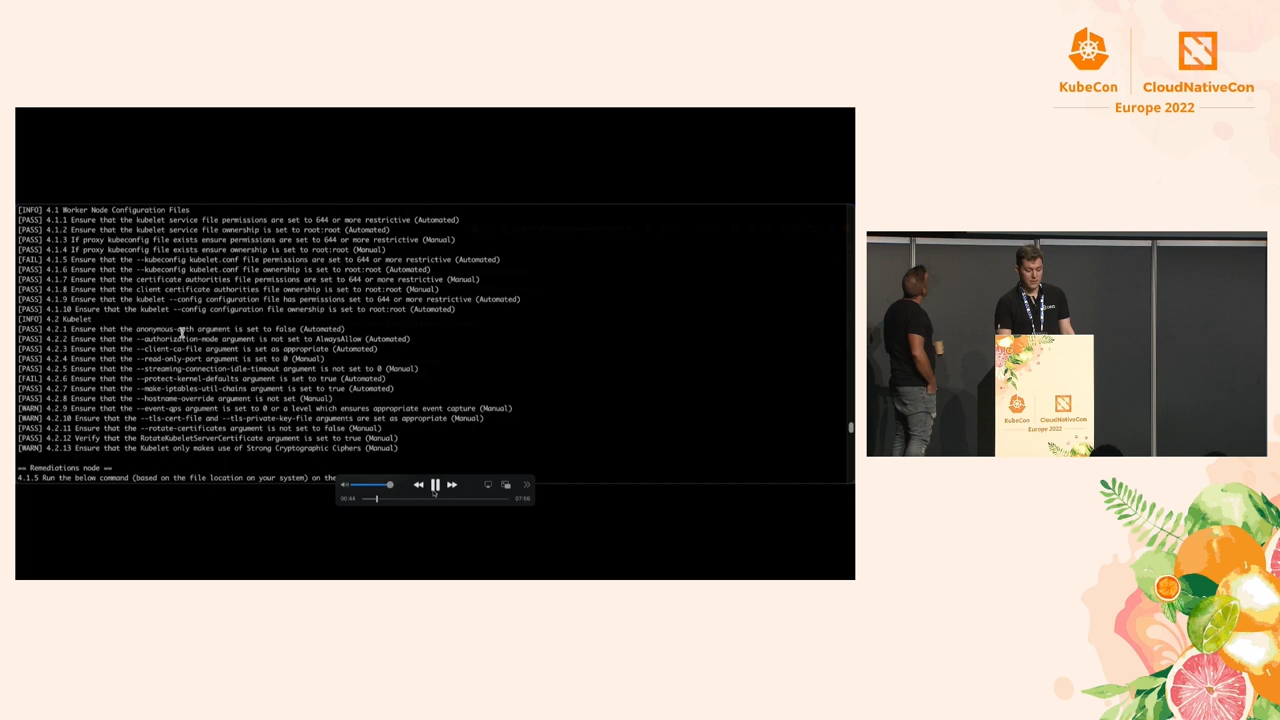 KubeCon
CloudNativeCon
Europe 2022
[INFO] 4.1 Worker Node Configuration Files
[PASS] 4.1.1 Ensure that the kubelet service file permissions are set to 644 or more restrictive (Automated)
[PASS] 4.1.2 Ensure that the kubelet service file ownership is set to root:root (Automated)
[PASS] 4.1.3 If proxy kubeconfig file exists ensure permissions are set to 644 or more restrictive (Manual)
[PASS] 4.1.4 If proxy kubeconfig file exists ensure ownership is set to root:root (Manual)
[FAIL] 4.1.5 Ensure that the --kubeconfig kubelet.conf file permissions are set to 644 or more restrictive (Automated)
[PASS] 4.1.6 Ensure that the --kubeconfig kubelet.conf file ownership is set to root:root (Automated)
[PASS] 4.1.7 Ensure that the certificate authorities file permissions are set to 644 or more restrictive (Manual)
[PASS] 4.1.8 Ensure that the client certificate authorities file ownership is set to root:root (Manual)
[PASS] 4.1.9 Ensure that the kubelet --config configuration file has permissions set to 644 or more restrictive (Automated)
[PASS] 4.1.10 Ensure that the kubelet --config configuration file ownership is set to root:root (Automated)
[INFO] 4.2 Kubelet
[PASS] 4.2.1 Ensure that the anonymous-auth argument is set to false (Automated)
[PASS] 4.2.2 Ensure that the --authorization-mode argument is not set to AlwaysAllow (Automated)
[PASS] 4.2.3 Ensure that the --client-ca-file argument is set as appropriate (Automated)
[PASS] 4.2.4 Ensure that the --read-only-port argument is set to 0 (Manual)
[PASS] 4.2.5 Ensure that the --streaming-connection-idle-timeout argument is not set to 0 (Manual)
[FAIL] 4.2.6 Ensure that the --protect-kernel-defaults argument is set to true (Automated)
[PASS] 4.2.7 Ensure that the --make-iptables-util-chains argument is set to true (Automated)
[PASS] 4.2.8 Ensure that the --hostname-override argument is not set (Manual)
[WARN] 4.2.9 Ensure that the --event-qps argument is set to 0 or a level which ensures appropriate event capture (Manual)
[WARN] 4.2.10 Ensure that the --tls-cert-file and --tls-private-key-file arguments are set as appropriate (Manual)
[PASS] 4.2.11 Ensure that the --rotate-certificates argument is not set to false (Manual)
[PASS] 4.2.12 Verify that the RotateKubeletServerCertificate argument is set to true (Manual)
[WARN] 4.2.13 Ensure that the Kubelet only makes use of Strong Cryptographic Ciphers (Manual)
== Remediations node ==
4.1.5 Run the below command (based on the file location on your system) on the
00:44
07:56
KubeCon
CloudNativeCon
Europe 2022